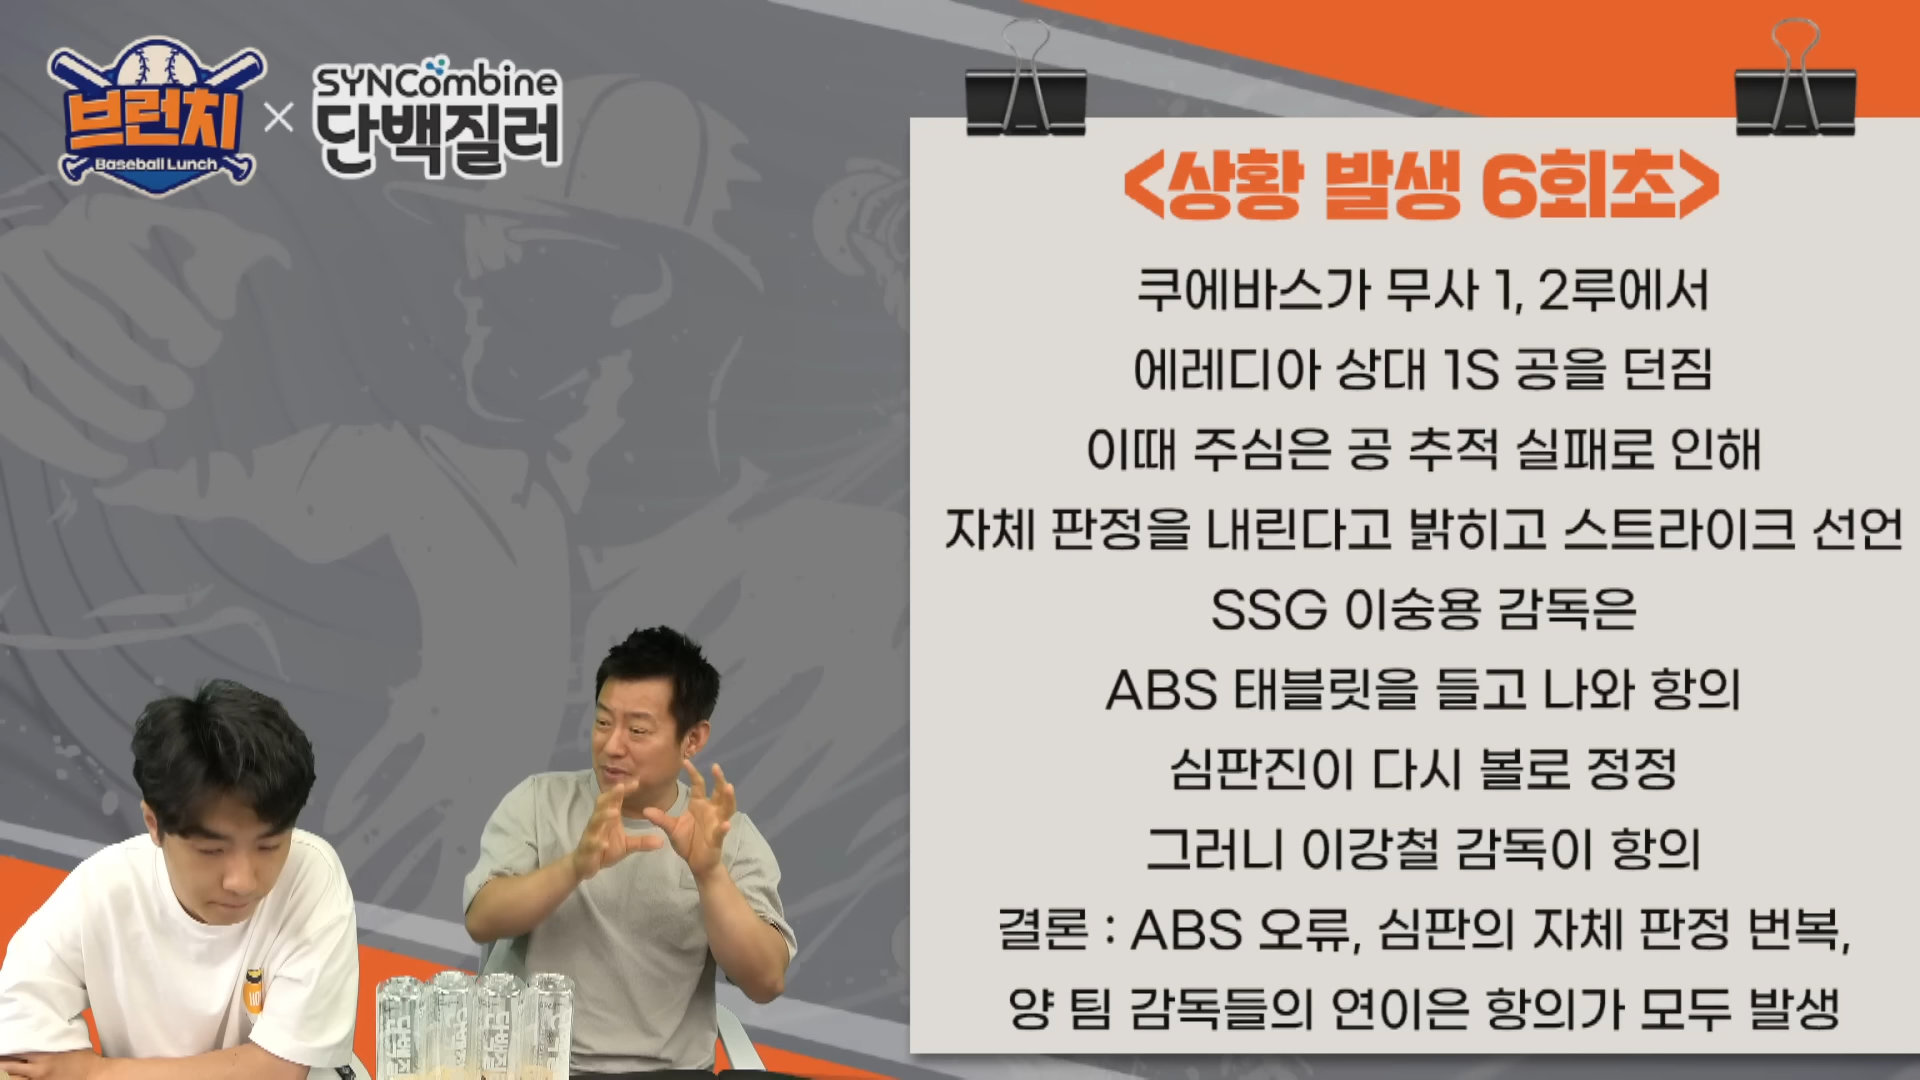 브런치
Baseball Lunch
×
SYNCombine
단백질러
<상황 발생 6회초>
쿠에바스가 무사 1, 2루에서
에레디아 상대 1S 공을 던짐
이때 주심은 공 추적 실패로 인해
자체 판정을 내린다고 밝히고 스트라이크 선언
SSG 이숭용 감독은
ABS 태블릿을 들고 나와 항의
심판진이 다시 볼로 정정
그러니 이강철 감독이 항의
결론 : ABS 오류, 심판의 자체 판정 번복,
양 팀 감독들의 연이은 항의가 모두 발생